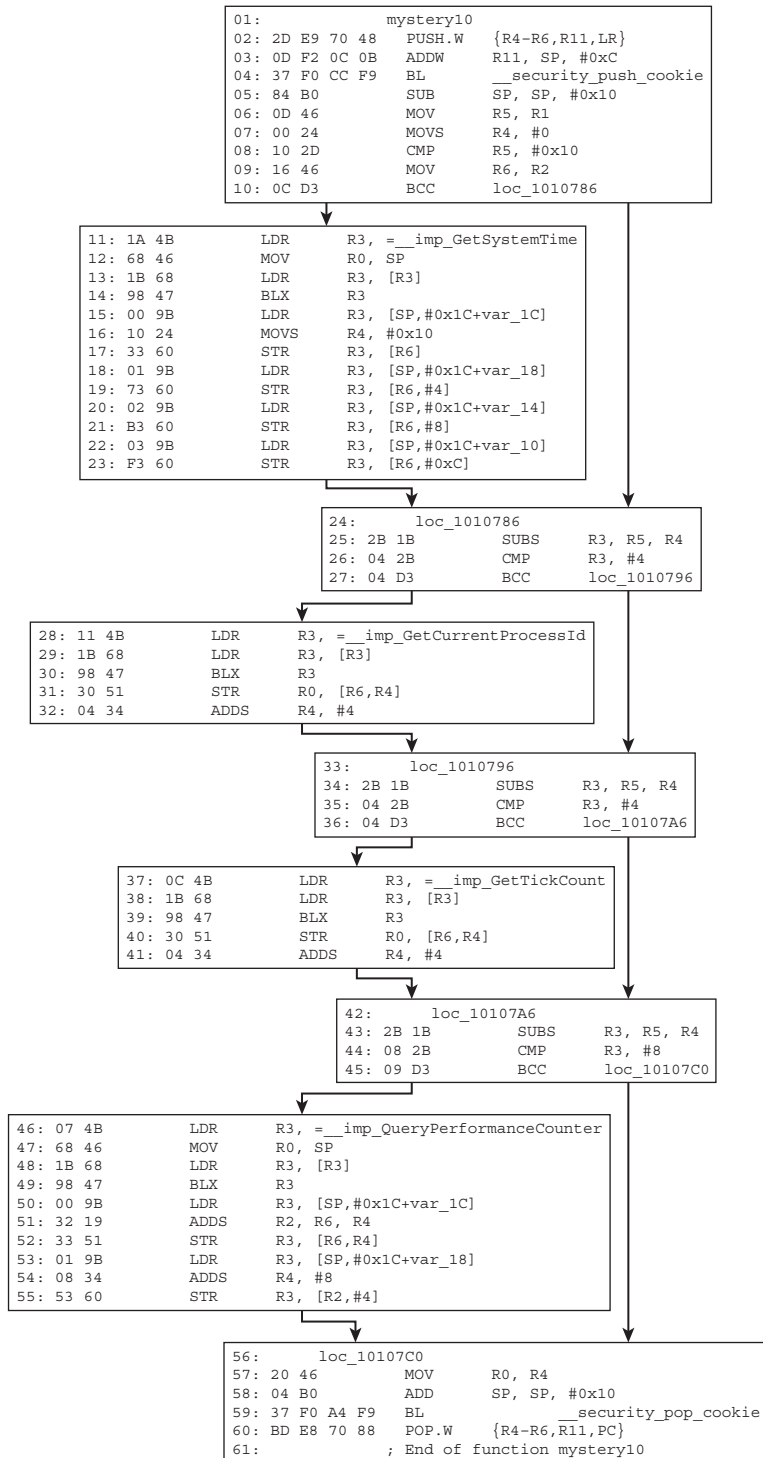 01: mystery10
02: 2D E9 70 48 PUSH.W {R4-R6,R11,LR}
03: 0D F2 0C 0B ADDW R11, SP, #0xC
04: 37 F0 CC F9 BL __security_push_cookie
05: 84 B0 SUB SP, SP, #0x10
06: 0D 46 MOV R5, R1
07: 00 24 MOVS R4, #0
08: 10 2D CMP R5, #0x10
09: 16 46 MOV R6, R2
10: 0C D3 BCC loc_1010786
11: 1A 4B LDR R3, =__imp_GetSystemTime
12: 68 46 MOV R0, SP
13: 1B 68 LDR R3, [R3]
14: 98 47 BLX R3
15: 00 9B LDR R3, [SP,#0x1C+var_1C]
16: 10 24 MOVS R4, #0x10
17: 33 60 STR R3, [R6]
18: 01 9B LDR R3, [SP,#0x1C+var_18]
19: 73 60 STR R3, [R6,#4]
20: 02 9B LDR R3, [SP,#0x1C+var_14]
21: B3 60 STR R3, [R6,#8]
22: 03 9B LDR R3, [SP,#0x1C+var_10]
23: F3 60 STR R3, [R6,#0xC]
24: loc_1010786
25: 2B 1B SUBS R3, R5, R4
26: 04 2B CMP R3, #4
27: 04 D3 BCC loc_1010796
28: 11 4B LDR R3, =__imp_GetCurrentProcessId
29: 1B 68 LDR R3, [R3]
30: 98 47 BLX R3
31: 30 51 STR R0, [R6,R4]
32: 04 34 ADDS R4, #4
33: loc_1010796
34: 2B 1B SUBS R3, R5, R4
35: 04 2B CMP R3, #4
36: 04 D3 BCC loc_10107A6
37: 0C 4B LDR R3, =__imp_GetTickCount
38: 1B 68 LDR R3, [R3]
39: 98 47 BLX R3
40: 30 51 STR R0, [R6,R4]
41: 04 34 ADDS R4, #4
42: loc_10107A6
43: 2B 1B SUBS R3, R5, R4
44: 08 2B CMP R3, #8
45: 09 D3 BCC loc_10107C0
46: 07 4B LDR R3, =__imp_QueryPerformanceCounter
47: 68 46 MOV R0, SP
48: 1B 68 LDR R3, [R3]
49: 98 47 BLX R3
50: 00 9B LDR R3, [SP,#0x1C+var_1C]
51: 32 19 ADDS R2, R6, R4
52: 33 51 STR R3, [R6,R4]
53: 01 9B LDR R3, [SP,#0x1C+var_18]
54: 08 34 ADDS R4, #8
55: 53 60 STR R3, [R2,#4]
56: loc_10107C0
57: 20 46 MOV R0, R4
58: 04 B0 ADD SP, SP, #0x10
59: 37 F0 A4 F9 BL __security_pop_cookie
60: BD E8 70 88 POP.W {R4-R6,R11,PC}
61: ; End of function mystery10